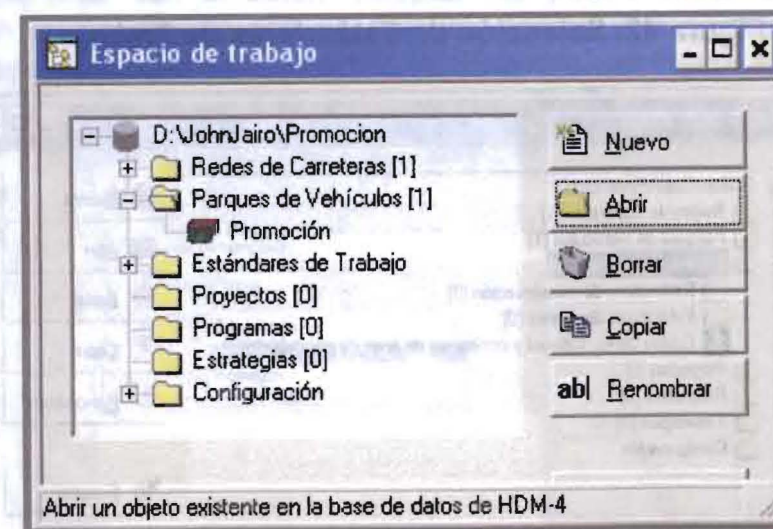 Espacio de trabajo
D:\JohnJairo\Promocion
Redes de Carreteras [1]
Parques de Vehículos [1]
Promoción
Estándares de Trabajo
Proyectos [0]
Programas [0]
Estrategias [0]
Configuración
Nuevo
Abrir
Borrar
Copiar
ab| Renombrar
Abrir un objeto existente en la base de datos de HDM-4